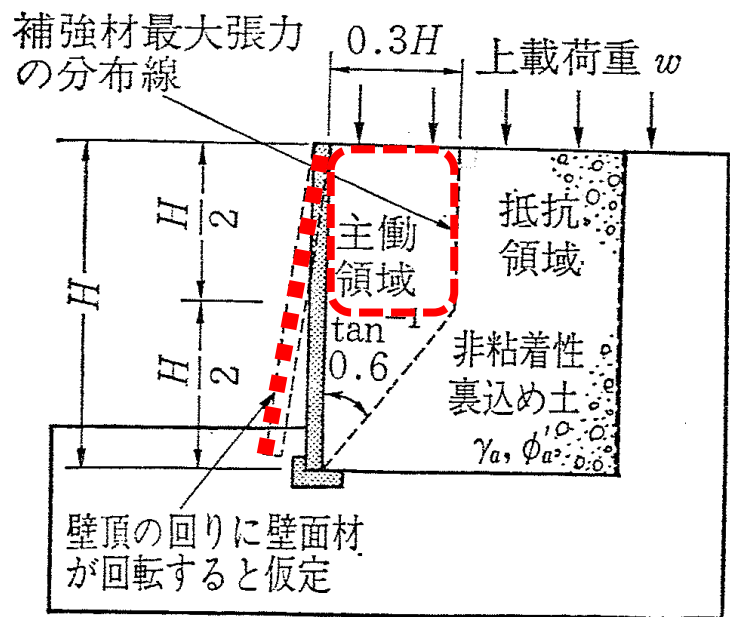 補強材最大張力
の分布線
0.3H
上載荷重 w
H
H
2
H
2
主働
領域
抵抗
領域
tan⁻¹
0.6
非粘着性
裏込め土
γa, φ'a
壁頂の回りに壁面材
が回転すると仮定